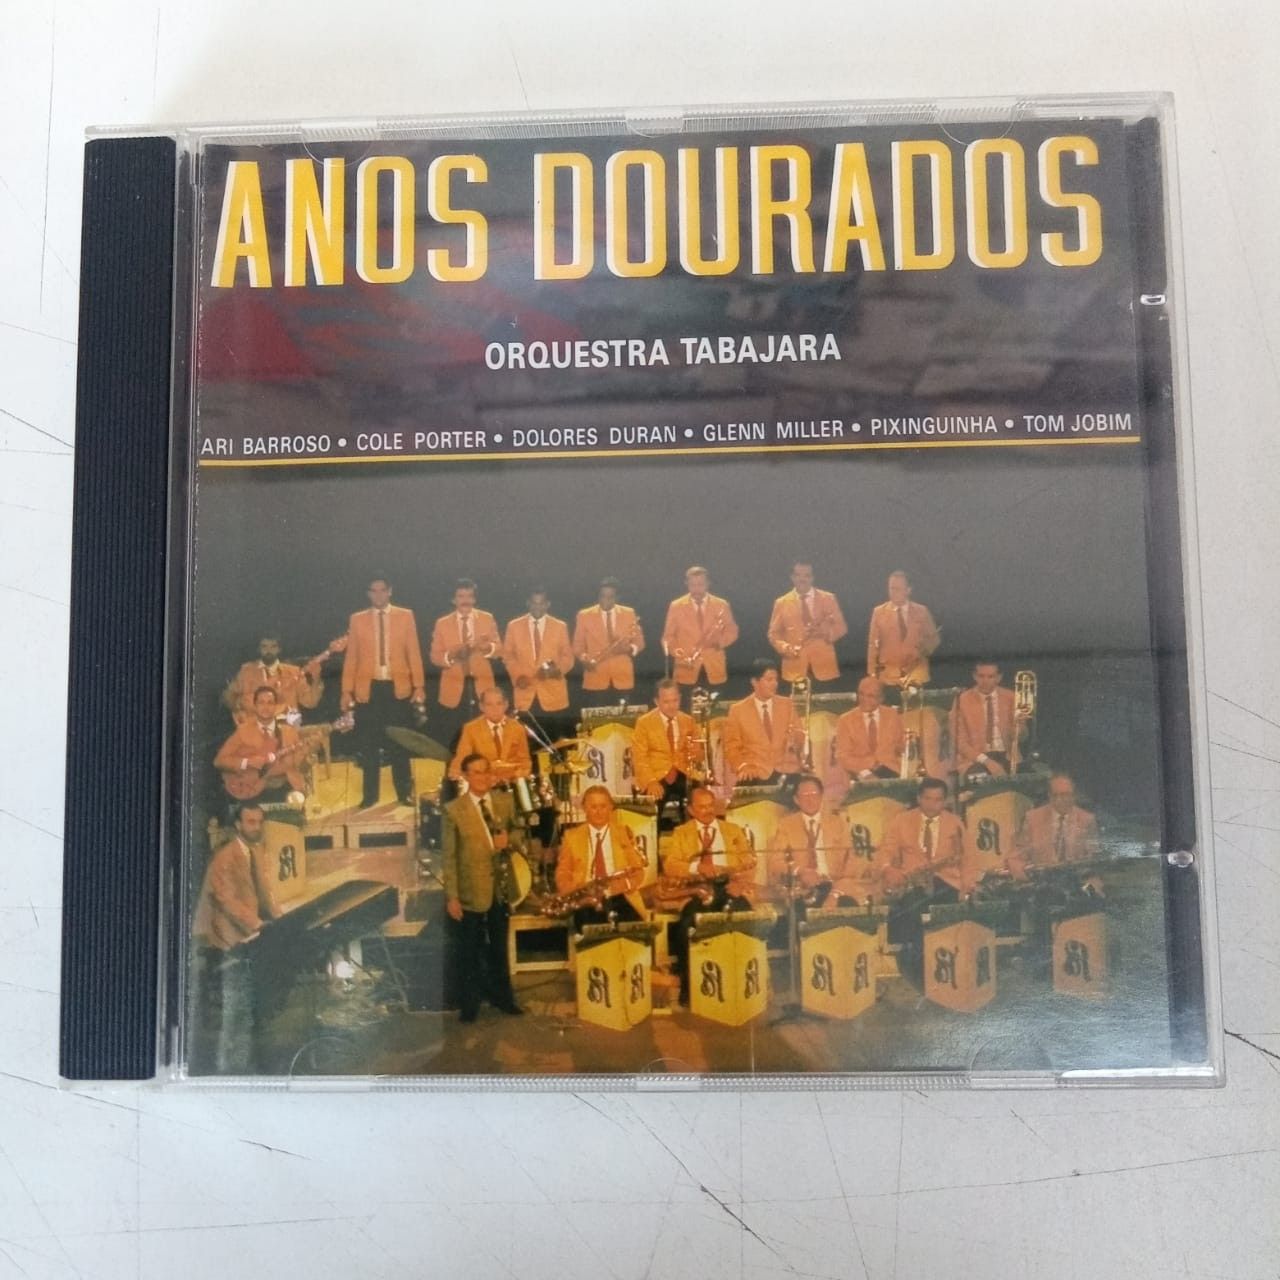 ANOS DOURADOS
ORQUESTRA TABAJARA
ARI BARROSO • COLE PORTER • DOLORES DURAN • GLENN MILLER • PIXINGUINHA • TOM JOBIM